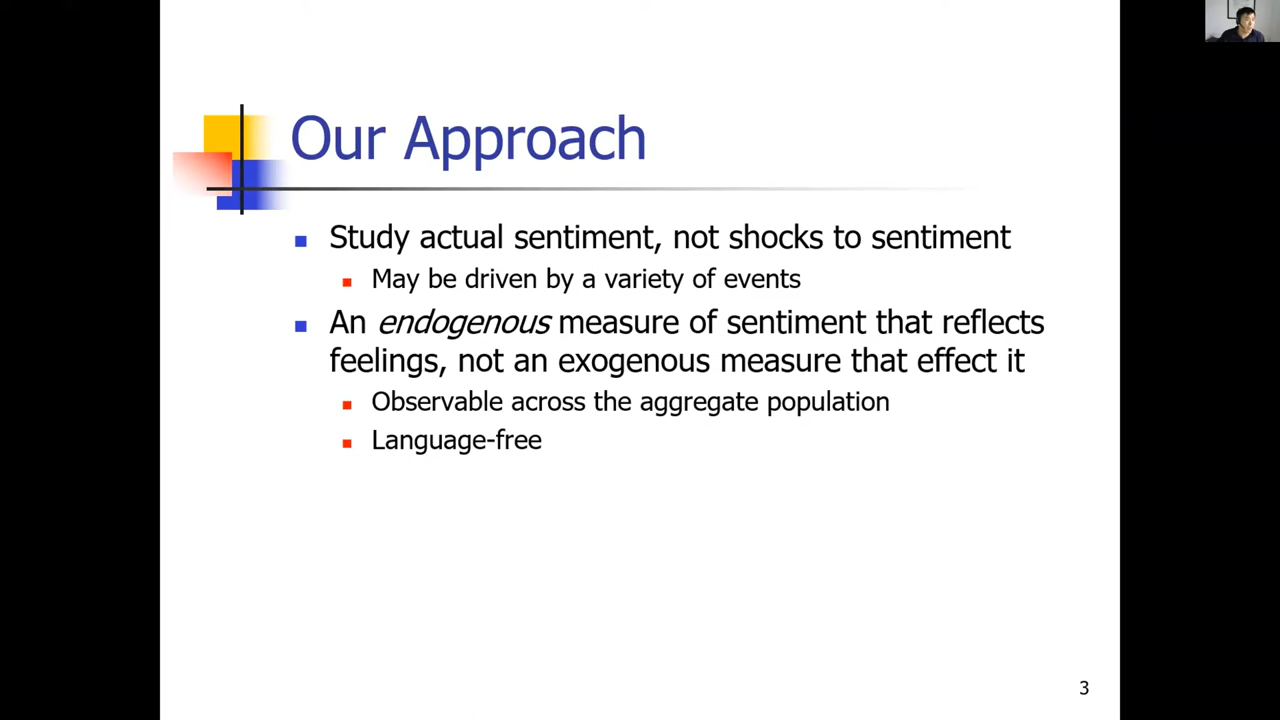 Our Approach
Study actual sentiment, not shocks to sentiment
May be driven by a variety of events
An endogenous measure of sentiment that reflects
feelings, not an exogenous measure that effect it
Observable across the aggregate population
Language-free
3